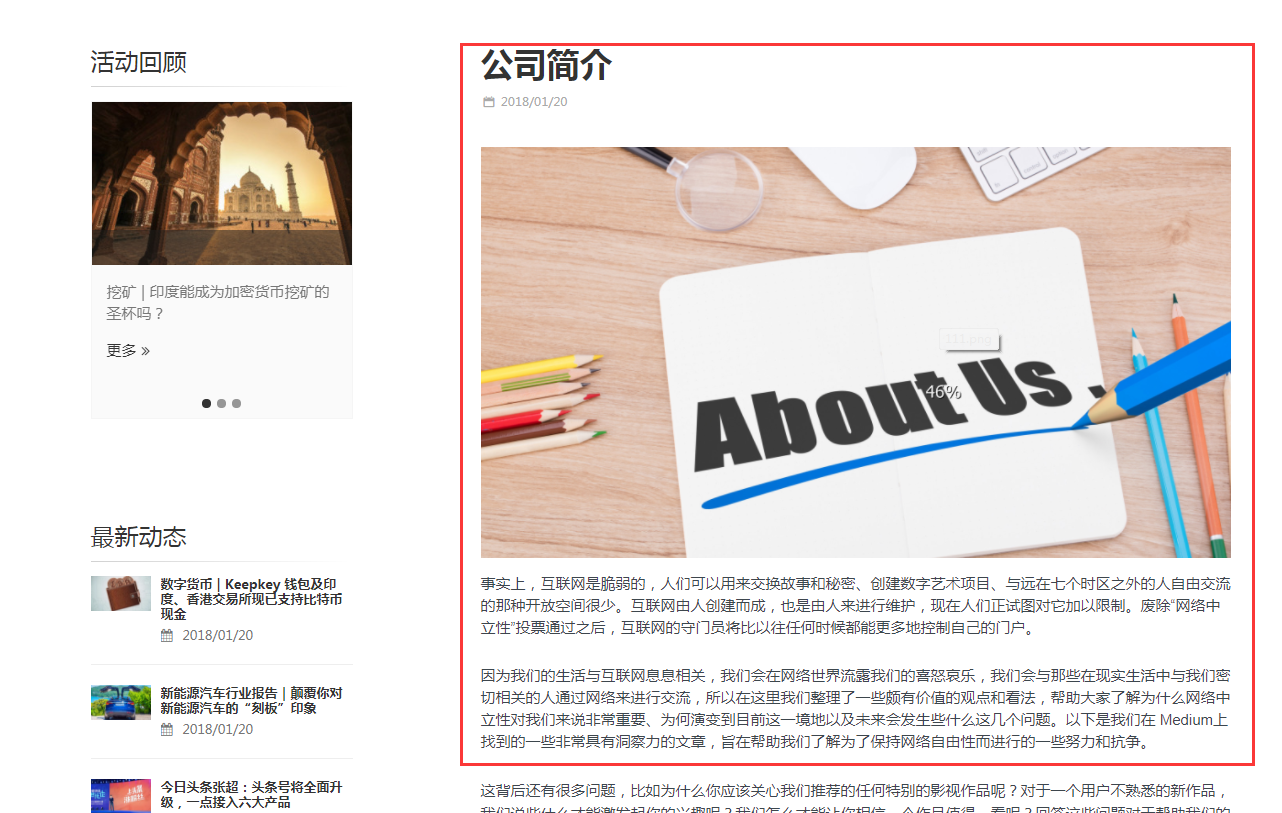 活动回顾
挖矿 | 印度能成为加密货币挖矿的
圣杯吗？
更多 »
最新动态
数字货币 | Keepkey 钱包及印
度、香港交易所现已支持比特币
现金
2018/01/20
新能源汽车行业报告 | 颠覆你对
新能源汽车的“刻板”印象
2018/01/20
今日头条张超：头条号将全面升
级，一点接入六大产品
公司简介
2018/01/20
111.png
46%
About Us .
事实上，互联网是脆弱的，人们可以用来交换故事和秘密、创建数字艺术项目、与远在七个时区之外的人自由交流
的那种开放空间很少。互联网由人创建而成，也是由人来进行维护，现在人们正试图对它加以限制。废除“网络中
立性”投票通过之后，互联网的守门员将比以往任何时候都能更多地控制自己的门户。
因为我们的生活与互联网息息相关，我们会在网络世界流露我们的喜怒哀乐，我们会与那些在现实生活中与我们密
切相关的人通过网络来进行交流，所以在这里我们整理了一些颇有价值的观点和看法，帮助大家了解为什么网络中
立性对我们来说非常重要、为何演变到目前这一境地以及未来会发生些什么这几个问题。以下是我们在 Medium上
找到的一些非常具有洞察力的文章，旨在帮助我们了解为了保持网络自由性而进行的一些努力和抗争。
这背后还有很多问题，比如为什么你应该关心我们推荐的任何特别的影视作品呢？对于一个用户不熟悉的新作品，